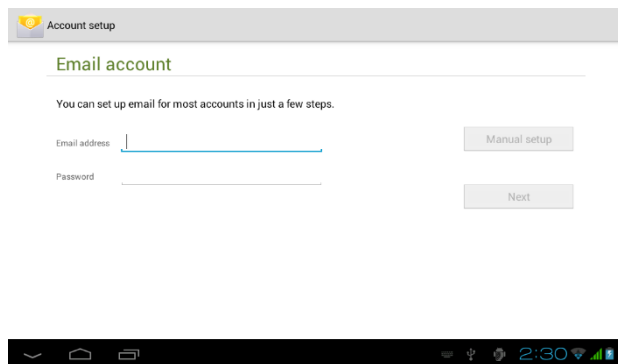 Account setup
Email account
You can set up email for most accounts in just a few steps.
Email address
Manual setup
Password
Next
2:30